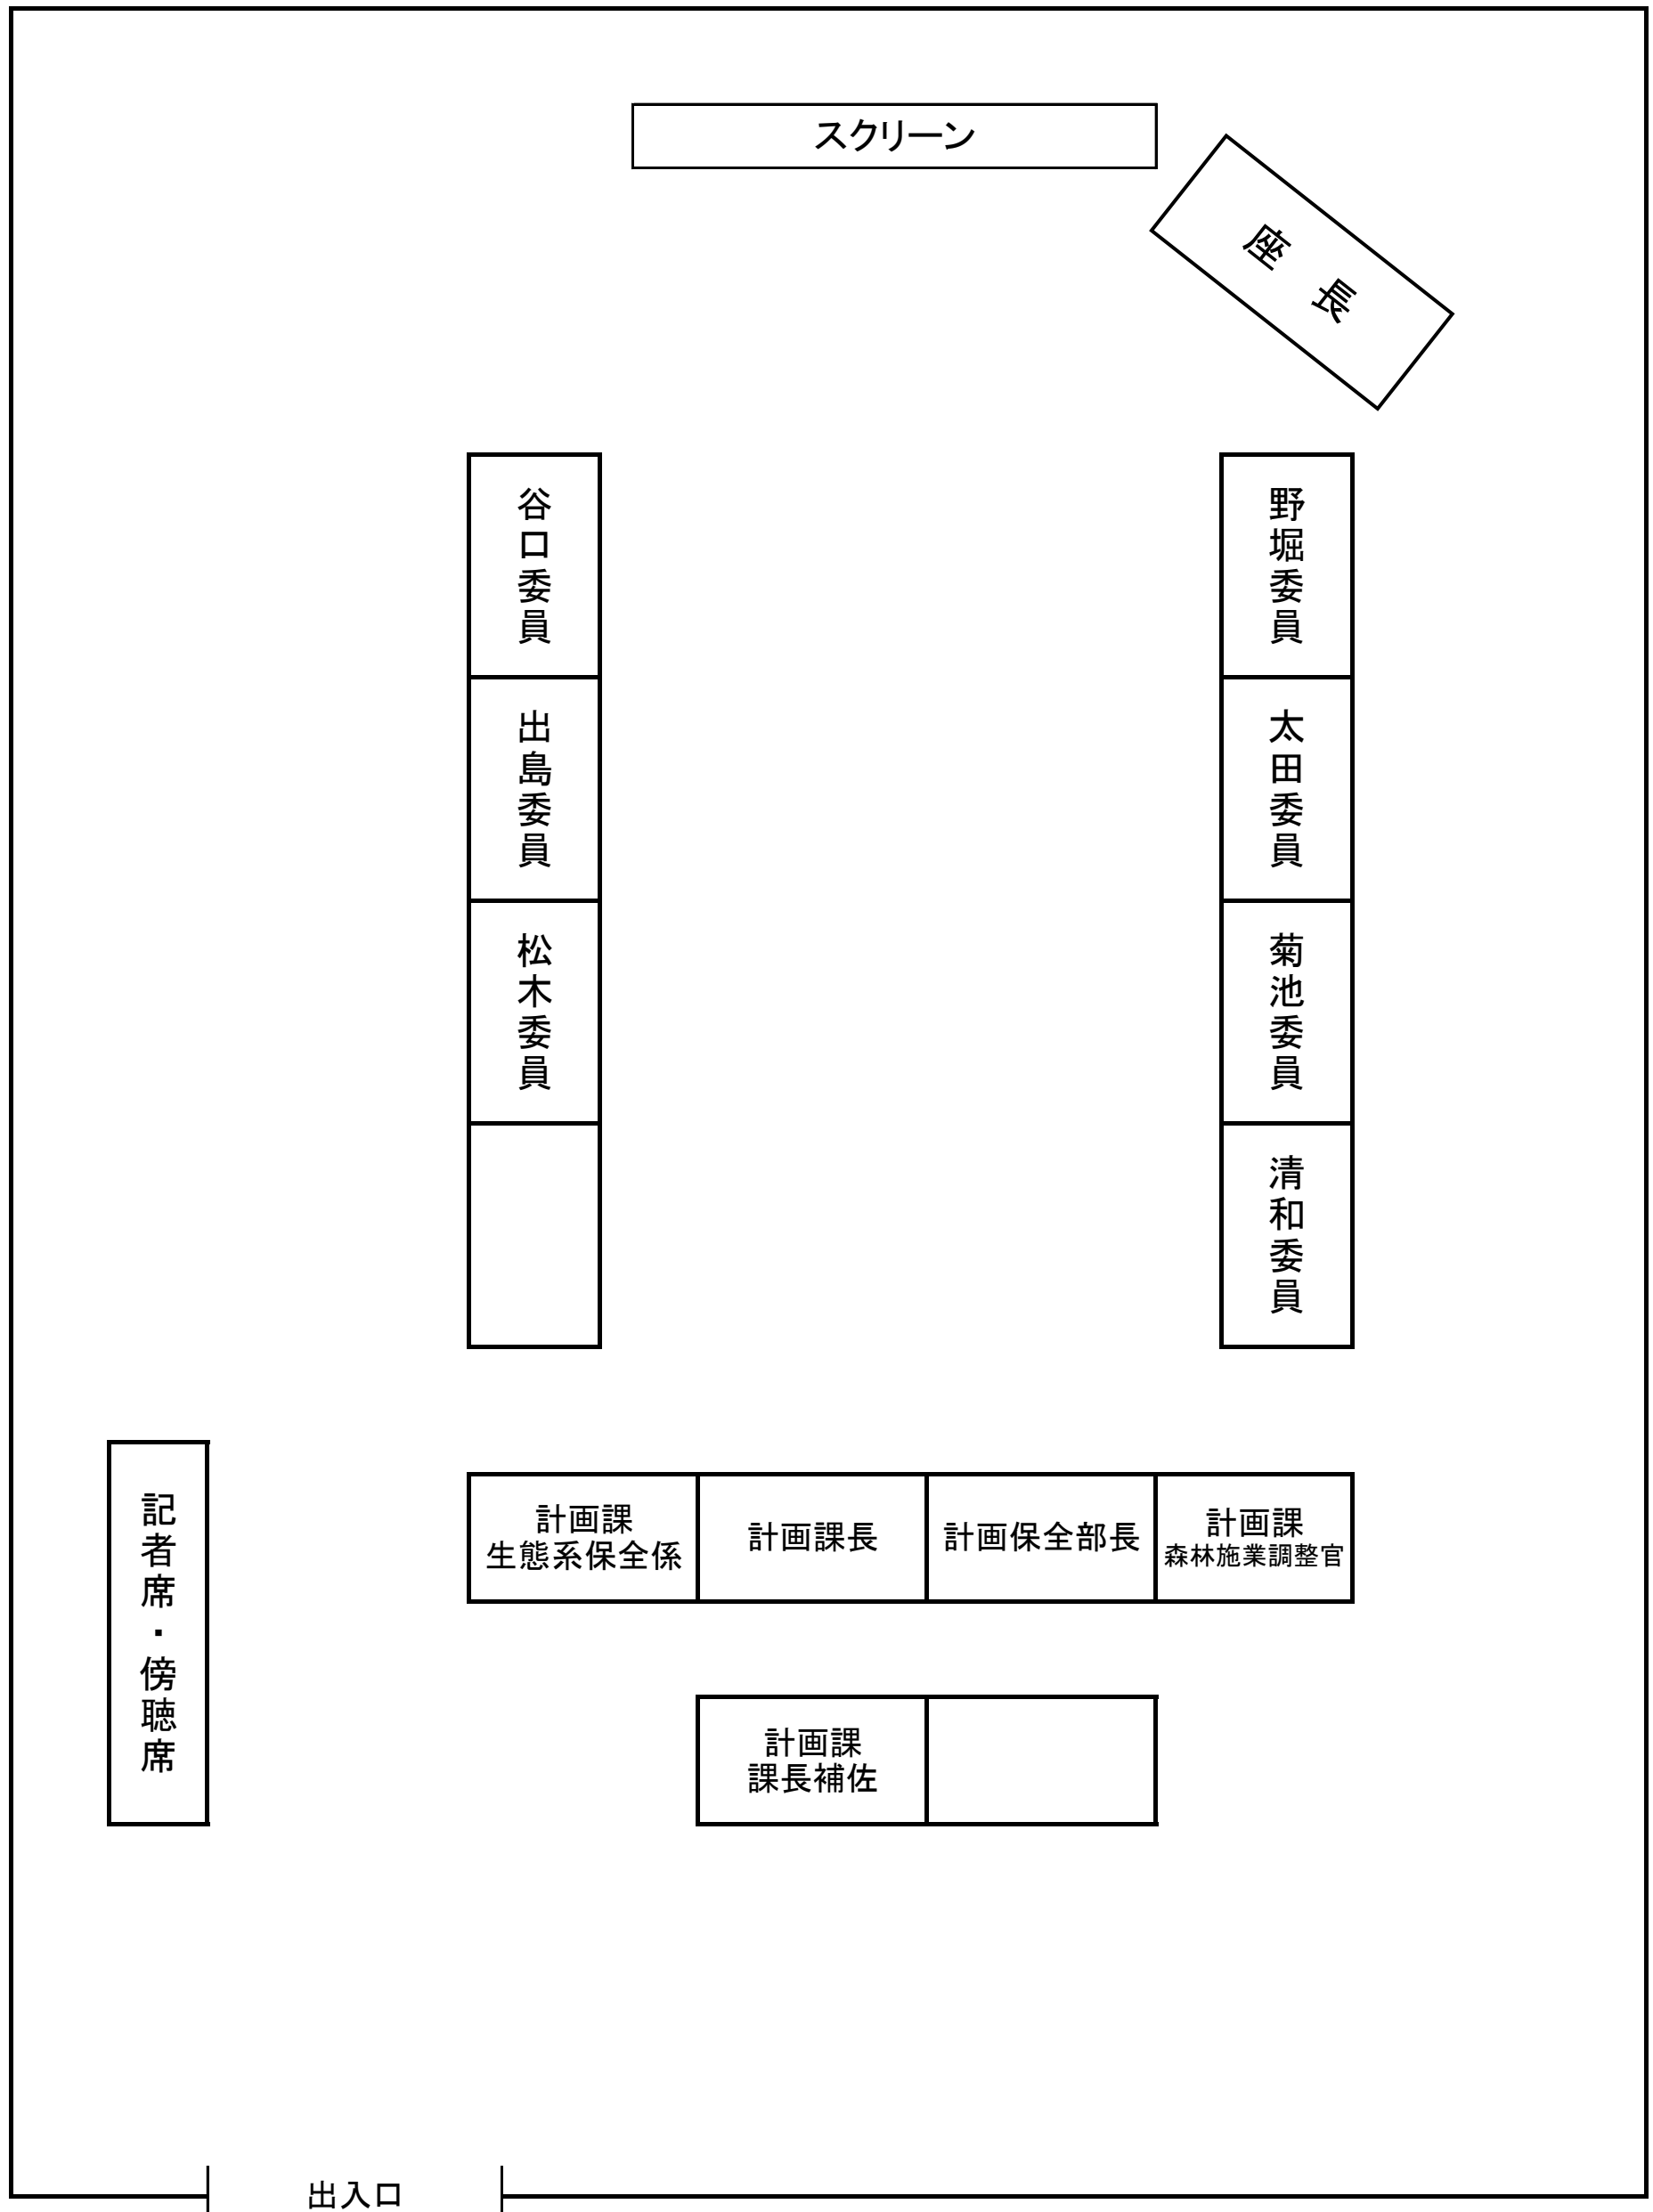 スクリーン
座 長
谷口委員
野堀委員
出島委員
太田委員
松木委員
菊池委員
清和委員
記者席・傍聴席
計画課
生態系保全係
計画課長
計画保全部長
計画課
森林施業調整官
計画課
課長補佐
出入口